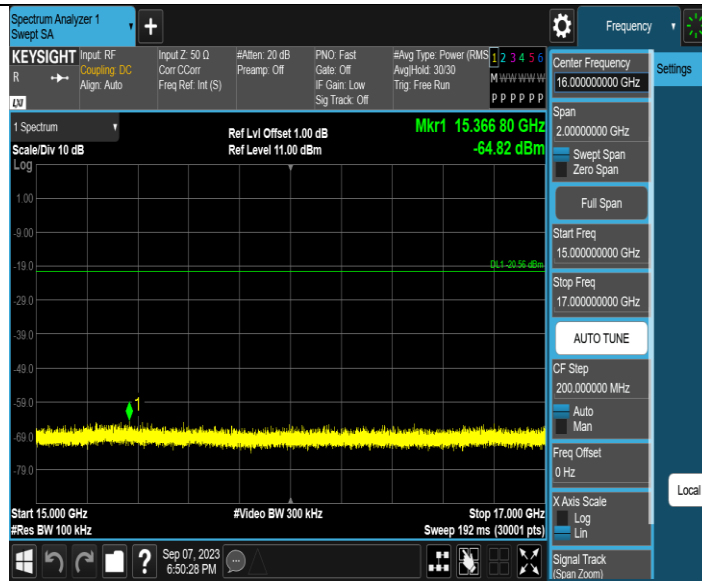 Spectrum Analyzer 1
Swept SA
+
Frequency
KEYSIGHT
R
LXI
Input: RF
Coupling: DC
Align: Auto
Input Z: 50 Ω
Corr CCorr
Freq Ref: Int (S)
#Atten: 20 dB
Preamp: Off
PNO: Fast
Gate: Off
IF Gain: Low
Sig Track: Off
#Avg Type: Power (RMS
Avg|Hold: 30/30
Trig: Free Run
1 2 3 4 5 6
M W W W W W
P P P P P P
1 Spectrum
Scale/Div 10 dB
Log
Ref Lvl Offset 1.00 dB
Ref Level 11.00 dBm
Mkr1 15.366 80 GHz
-64.82 dBm
1.00
-9.00
-19.0
DL1 -20.56 dBm
-29.0
-39.0
-49.0
-59.0
1
-69.0
-79.0
Start 15.000 GHz
#Res BW 100 kHz
#Video BW 300 kHz
Stop 17.000 GHz
Sweep 192 ms (30001 pts)
?
Sep 07, 2023
6:50:28 PM
Center Frequency
16.000000000 GHz
Span
2.00000000 GHz
Swept Span
Zero Span
Full Span
Start Freq
15.000000000 GHz
Stop Freq
17.000000000 GHz
AUTO TUNE
CF Step
200.000000 MHz
Auto
Man
Freq Offset
0 Hz
X Axis Scale
Log
Lin
Signal Track
(Span Zoom)
Settings
Local